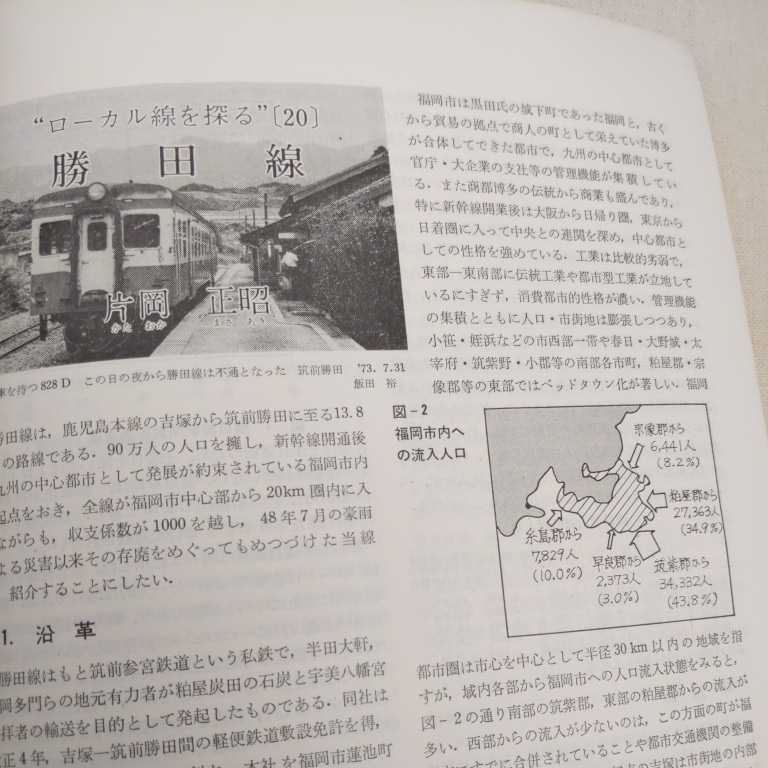 “ローカル線を探る”〔20〕
勝田線
片岡 正昭
かた おか まさ あき
車を待つ828D この日の夜から勝田線は不通となった 筑前勝田 '73.7.31
飯田 裕
勝田線は，鹿児島本線の吉塚から筑前勝田に至る13.8
の路線である．90万人の人口を擁し，新幹線開通後
九州の中心都市として発展が約束されている福岡市内
起点をおき，全線が福岡市中心部から20km圏内に入
ながらも，収支係数が1000を越し，48年7月の豪雨
よる災害以来その存廃をめぐってもめつづけた当線
紹介することにしたい．
1. 沿革
勝田線はもと筑前参宮鉄道という私鉄で，半田大軒，
岡多門らの地元有力者が粕屋炭田の石炭と宇美八幡宮
拝者の輸送を目的として発起したものである．同社は
正4年，吉塚―筑前勝田間の軽便鉄道敷設免許を得，
本社を福岡市蓮池町
福岡市は黒田氏の城下町であった福岡と，古く
から貿易の拠点で商人の町として栄えていた博多
が合体してできた都市で，九州の中心都市として
官庁・大企業の支社等の管理機能が集積してい
る．また商都博多の伝統から商業も盛んであり，
特に新幹線開業後は大阪から日帰り圏，東京から
日着圏に入って中央との連関を深め，中心都市と
しての性格を強めている．工業は比較的劣弱で，
東部―東南部に伝統工業や都市型工業が立地して
いるにすぎず，消費都市的性格が濃い．管理機能
の集積とともに人口・市街地は膨張しつつあり，
小笹・姪浜などの市西部一帯や春日・大野城・太
宰府・筑紫野・小郡等の南部各市町，粕屋郡・宗
像郡等の東部ではベッドタウン化が著しい．福岡
図－2
福岡市内へ
の流入人口
宗像郡から
6,441人
(8.2%)
粕屋郡から
27,363人
(34.9%)
糸島郡から
7,829人
(10.0%)
早良郡から
2,373人
(3.0%)
筑紫郡から
34,332人
(43.8%)
都市圏は市心を中心として半径30km以内の地域を指
すが，域内各部から福岡市への人口流入状態をみると，
図－2の通り南部の筑紫郡，東部の粕屋郡からの流入が
多い．西部からの流入が少ないのは，この方面の町が福
すでに合併されていることや都市交通機関の整備
点の吉塚は市街地の内部